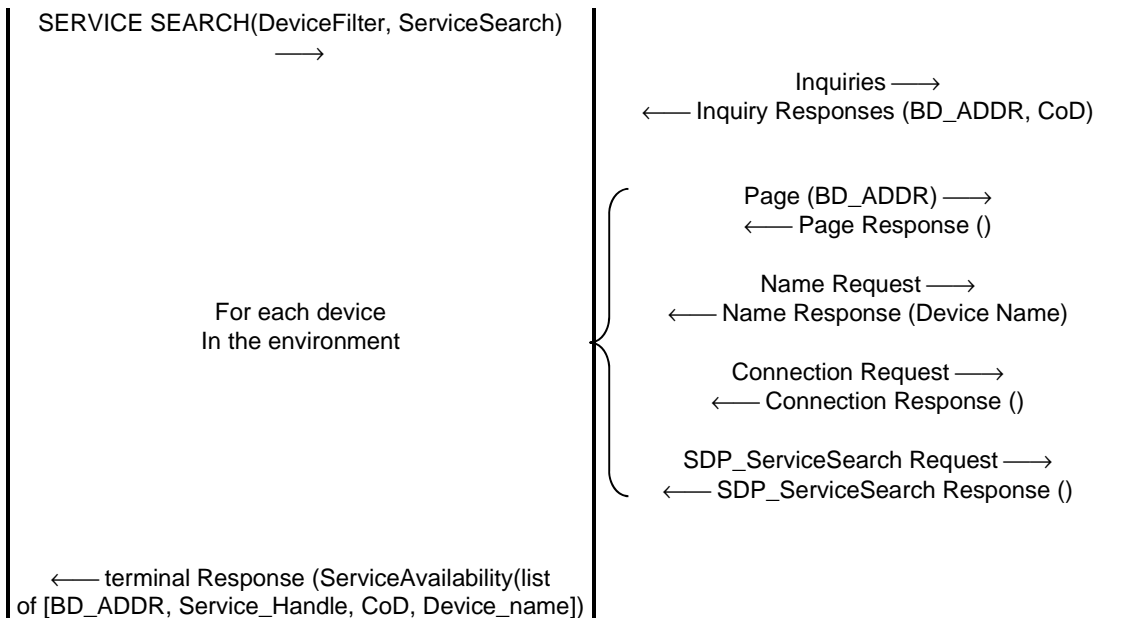 SERVICE SEARCH(DeviceFilter, ServiceSearch)
⟶
Inquiries ⟶
⟵ Inquiry Responses (BD_ADDR, CoD)
Page (BD_ADDR) ⟶
⟵ Page Response ()
Name Request ⟶
⟵ Name Response (Device Name)
For each device
In the environment
Connection Request ⟶
⟵ Connection Response ()
SDP_ServiceSearch Request ⟶
⟵ SDP_ServiceSearch Response ()
⟵ terminal Response (ServiceAvailability(list
of [BD_ADDR, Service_Handle, CoD, Device_name])